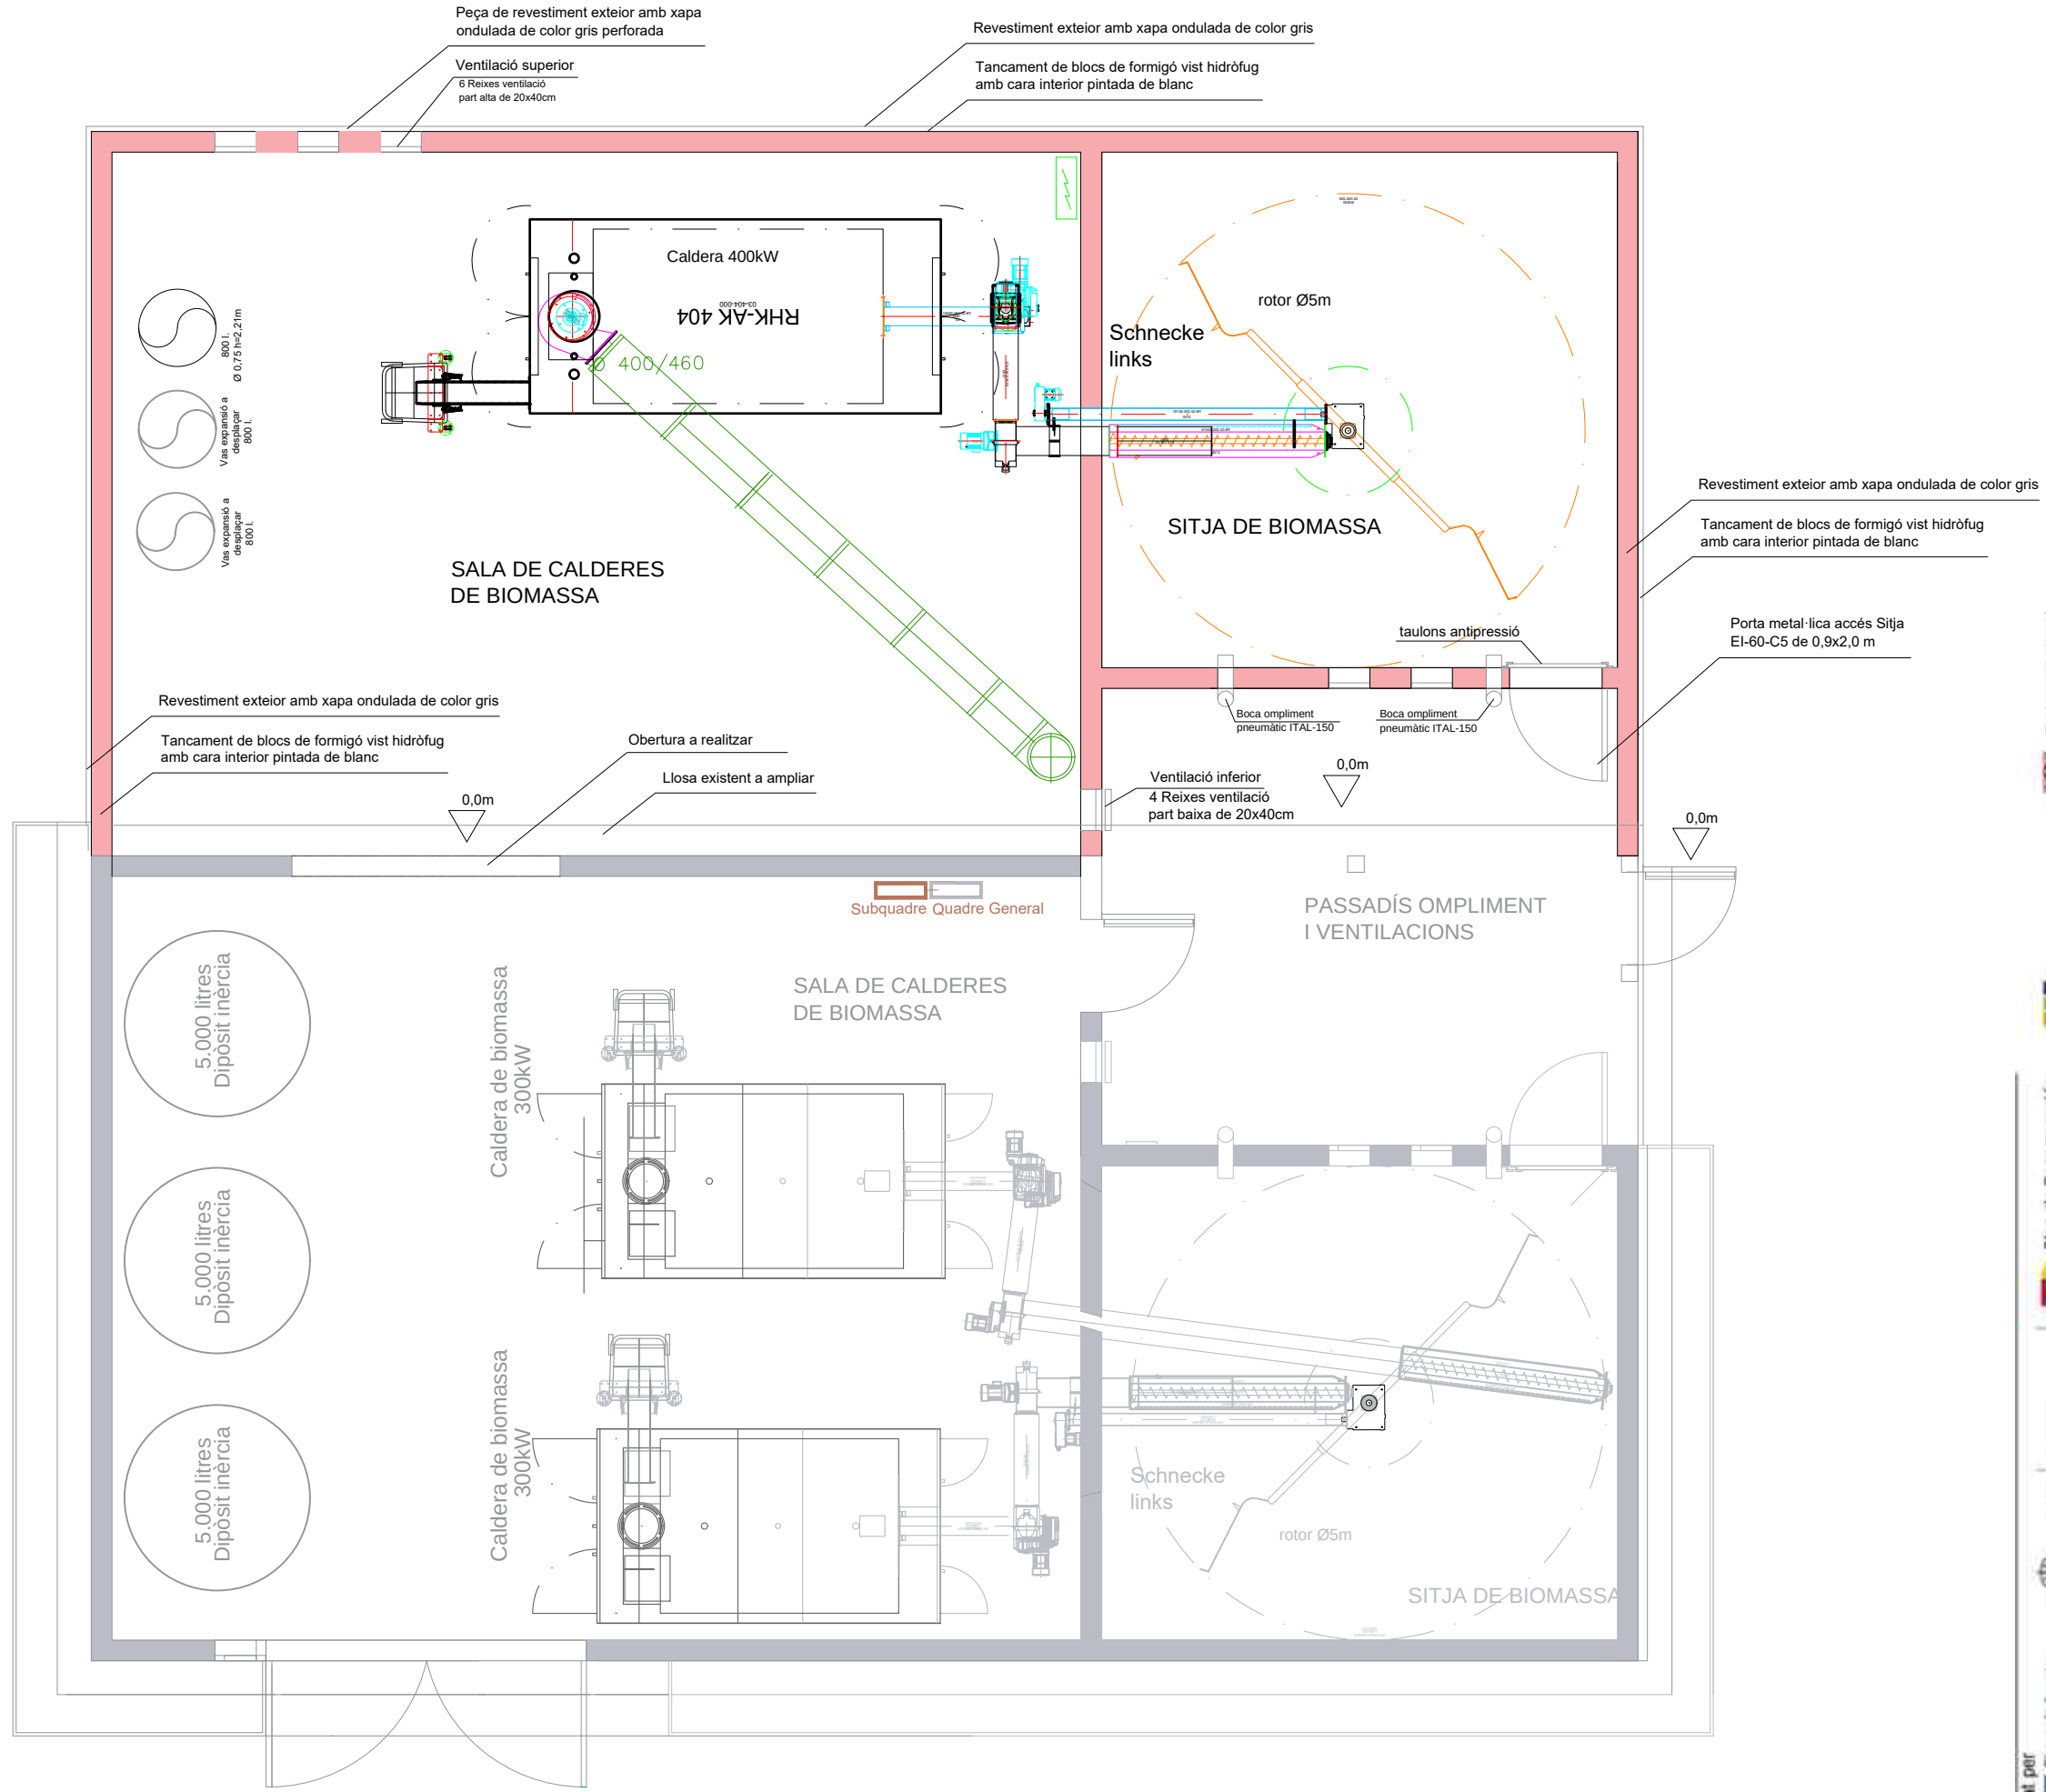 Peça de revestiment exteior amb xapa
ondulada de color gris perforada
Ventilació superior
6 Reixes ventilació
part alta de 20x40cm
Revestiment exteior amb xapa ondulada de color gris
Tancament de blocs de formigó vist hidròfug
amb cara interior pintada de blanc
Caldera 400kW
03-404-000
RHK-AK 404
Ø 400/460
800 l.
Ø 0,75 h=2,21m
Vas expansió a
desplaçar
800 l.
Vas expansió a
desplaçar
800 l.
SALA DE CALDERES
DE BIOMASSA
Schnecke
links
rotor Ø5m
SITJA DE BIOMASSA
taulons antipressió
Revestiment exteior amb xapa ondulada de color gris
Tancament de blocs de formigó vist hidròfug
amb cara interior pintada de blanc
Porta metal·lica accés Sitja
EI-60-C5 de 0,9x2,0 m
Boca ompliment
pneumàtic ITAL-150
Boca ompliment
pneumàtic ITAL-150
Revestiment exteior amb xapa ondulada de color gris
Tancament de blocs de formigó vist hidròfug
amb cara interior pintada de blanc
Obertura a realitzar
Llosa existent a ampliar
0,0m
Ventilació inferior
4 Reixes ventilació
part baixa de 20x40cm
0,0m
0,0m
Subquadre Quadre General
PASSADÍS OMPLIMENT
I VENTILACIONS
SALA DE CALDERES
DE BIOMASSA
5.000 litres
Dipòsit inèrcia
Caldera de biomassa
300kW
5.000 litres
Dipòsit inèrcia
5.000 litres
Dipòsit inèrcia
Caldera de biomassa
300kW
Schnecke
links
rotor Ø5m
SITJA DE BIOMASSA